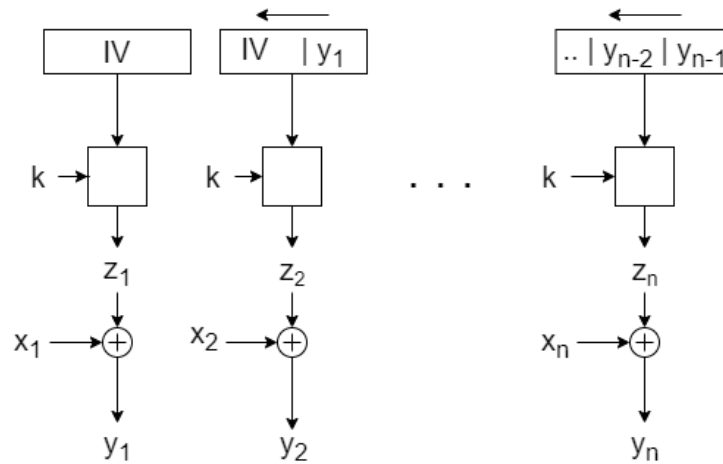 IV IV | y₁ .. | yₙ₋₂ | yₙ₋₁
k k . . . k
z₁ z₂ zₙ
x₁ + x₂ + xₙ +
y₁ y₂ yₙ